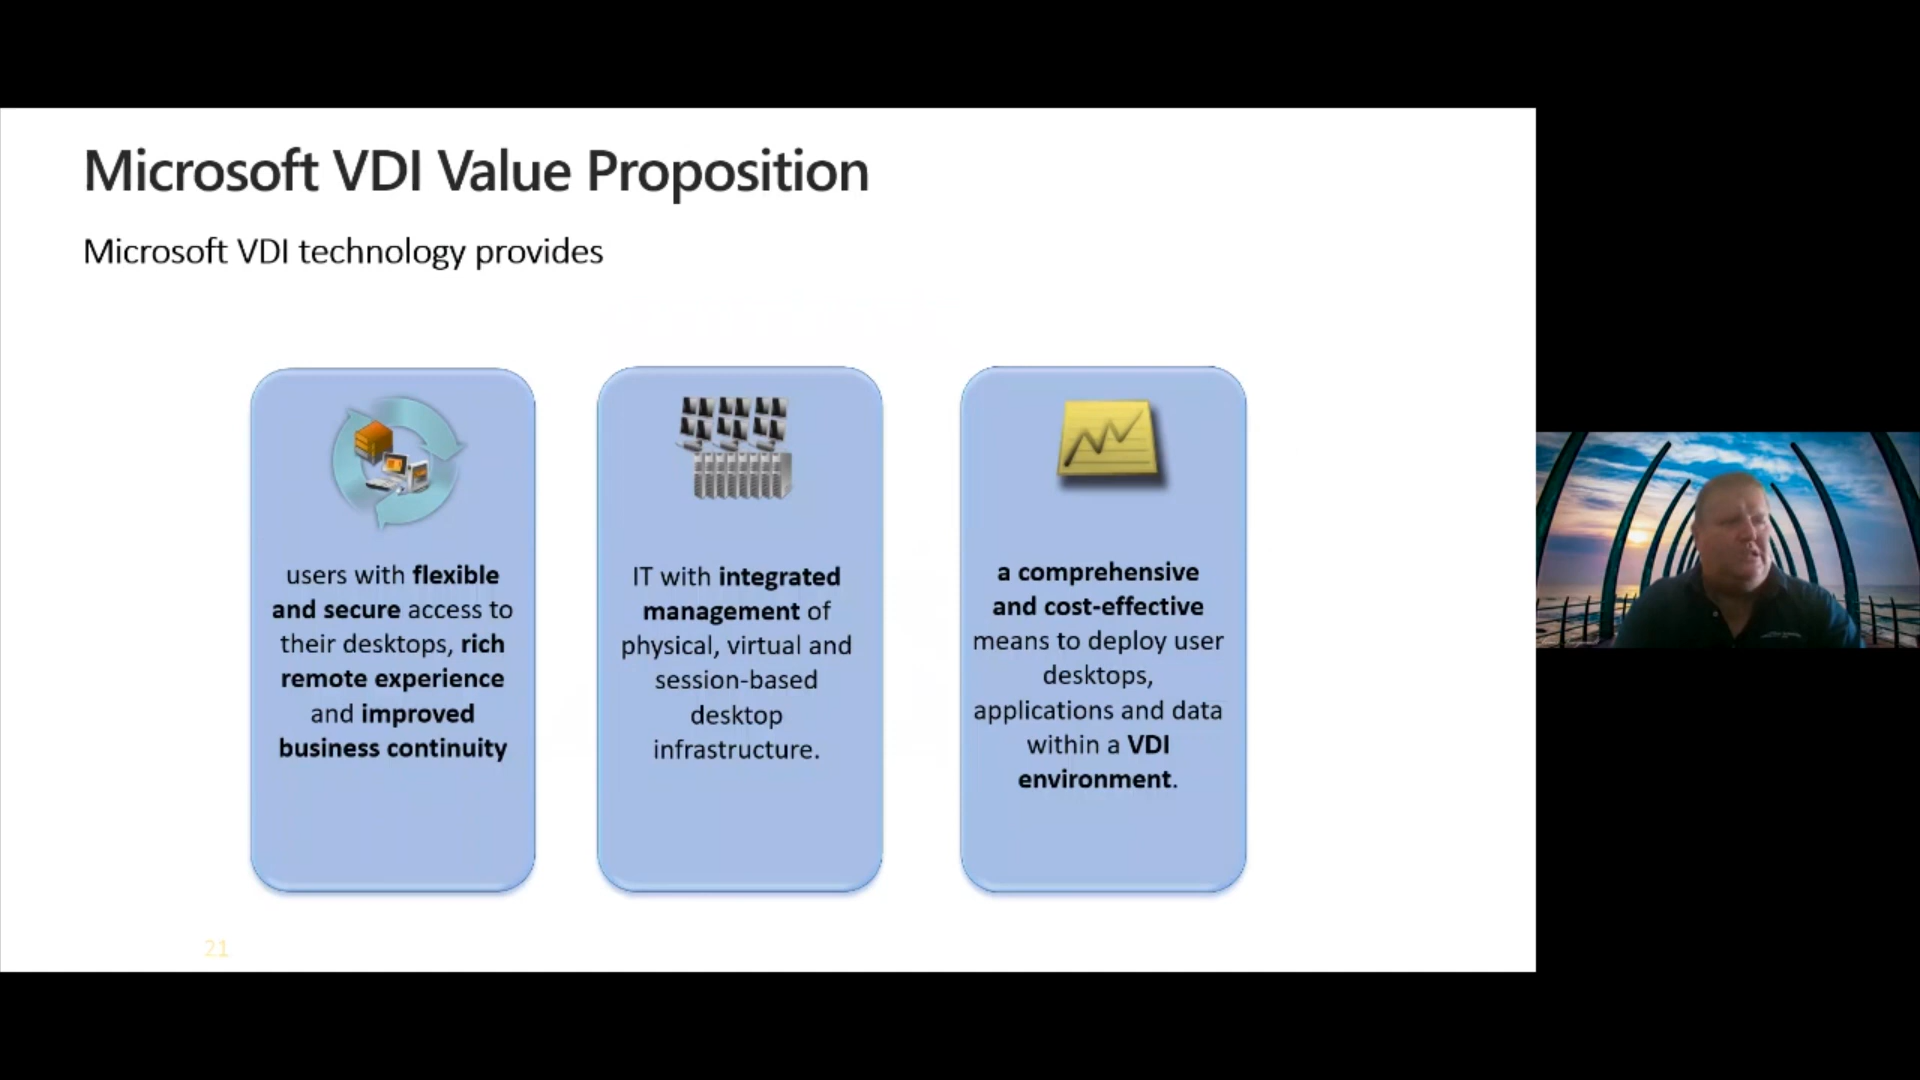 Microsoft VDI Value Proposition
Microsoft VDI technology provides
users with flexible
and secure access to
their desktops, rich
remote experience
and improved
business continuity
IT with integrated
management of
physical, virtual and
session-based
desktop
infrastructure.
a comprehensive
and cost-effective
means to deploy user
desktops,
applications and data
within a VDI
environment.
21